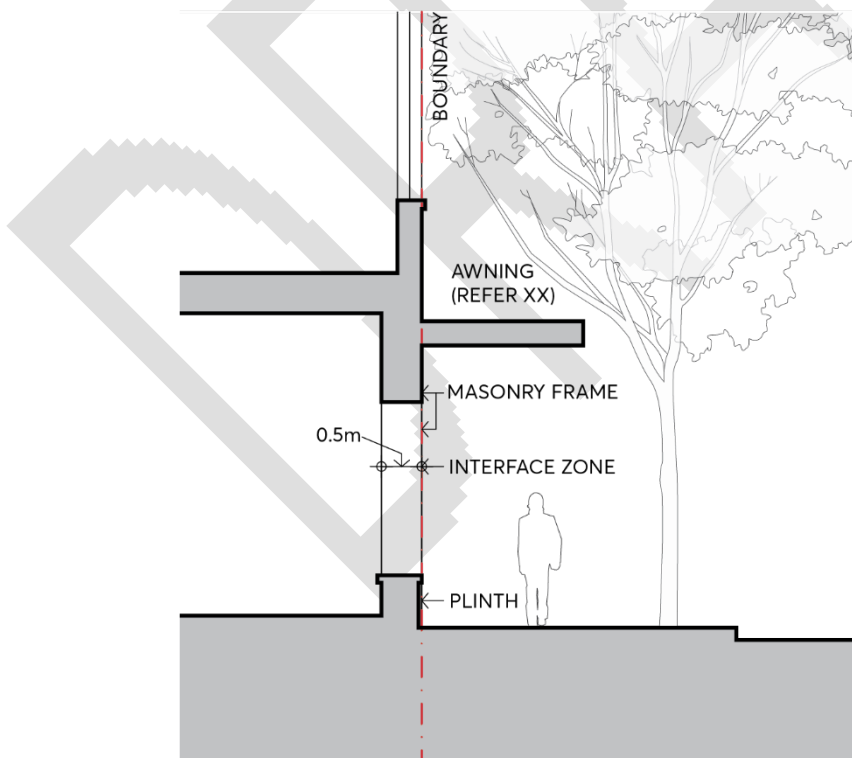 BOUNDARY
AWNING
(REFER XX)
MASONRY FRAME
0.5m
INTERFACE ZONE
PLINTH